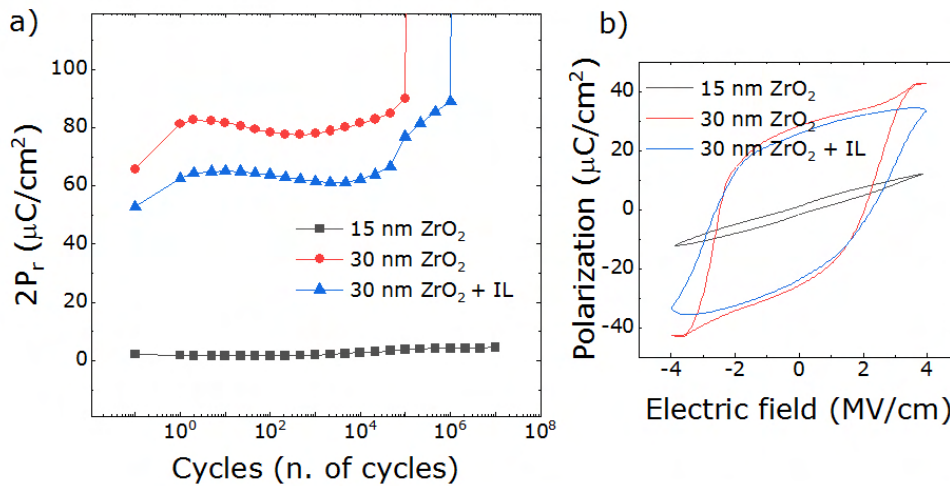 a)
2Pr (μC/cm²)
100
80
60
40
20
0
15 nm ZrO₂
30 nm ZrO₂
30 nm ZrO₂ + IL
10⁰ 10² 10⁴ 10⁶ 10⁸
Cycles (n. of cycles)
b)
Polarization (μC/cm²)
40
20
0
-20
-40
15 nm ZrO₂
30 nm ZrO₂
30 nm ZrO₂ + IL
-4 -2 0 2 4
Electric field (MV/cm)